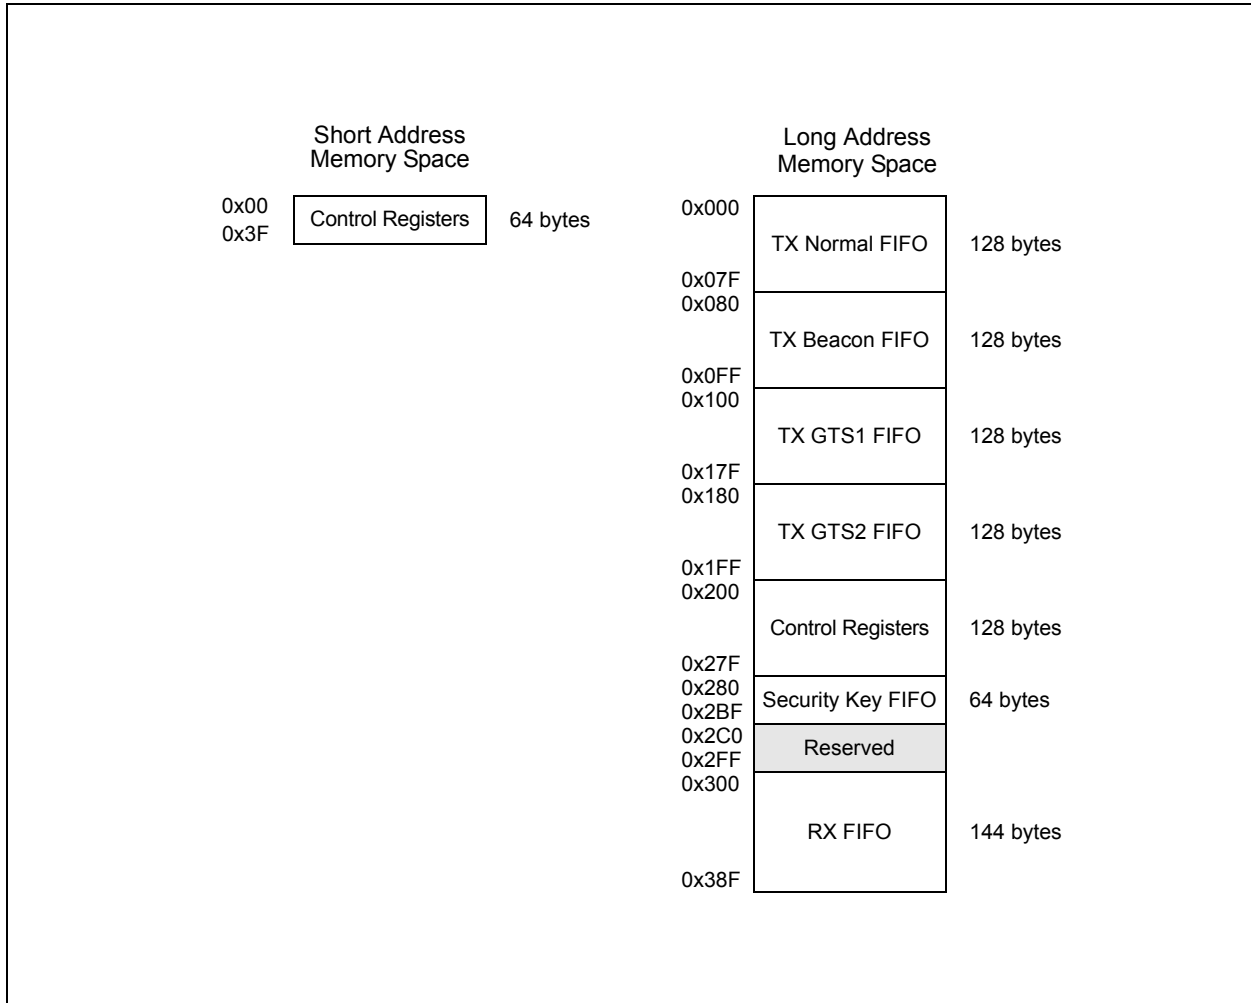 Short Address
Memory Space
0x00
0x3F
Control Registers
64 bytes
Long Address
Memory Space
0x000
TX Normal FIFO
128 bytes
0x07F
0x080
TX Beacon FIFO
128 bytes
0x0FF
0x100
TX GTS1 FIFO
128 bytes
0x17F
0x180
TX GTS2 FIFO
128 bytes
0x1FF
0x200
Control Registers
128 bytes
0x27F
0x280
Security Key FIFO
64 bytes
0x2BF
0x2C0
Reserved
0x2FF
0x300
RX FIFO
144 bytes
0x38F